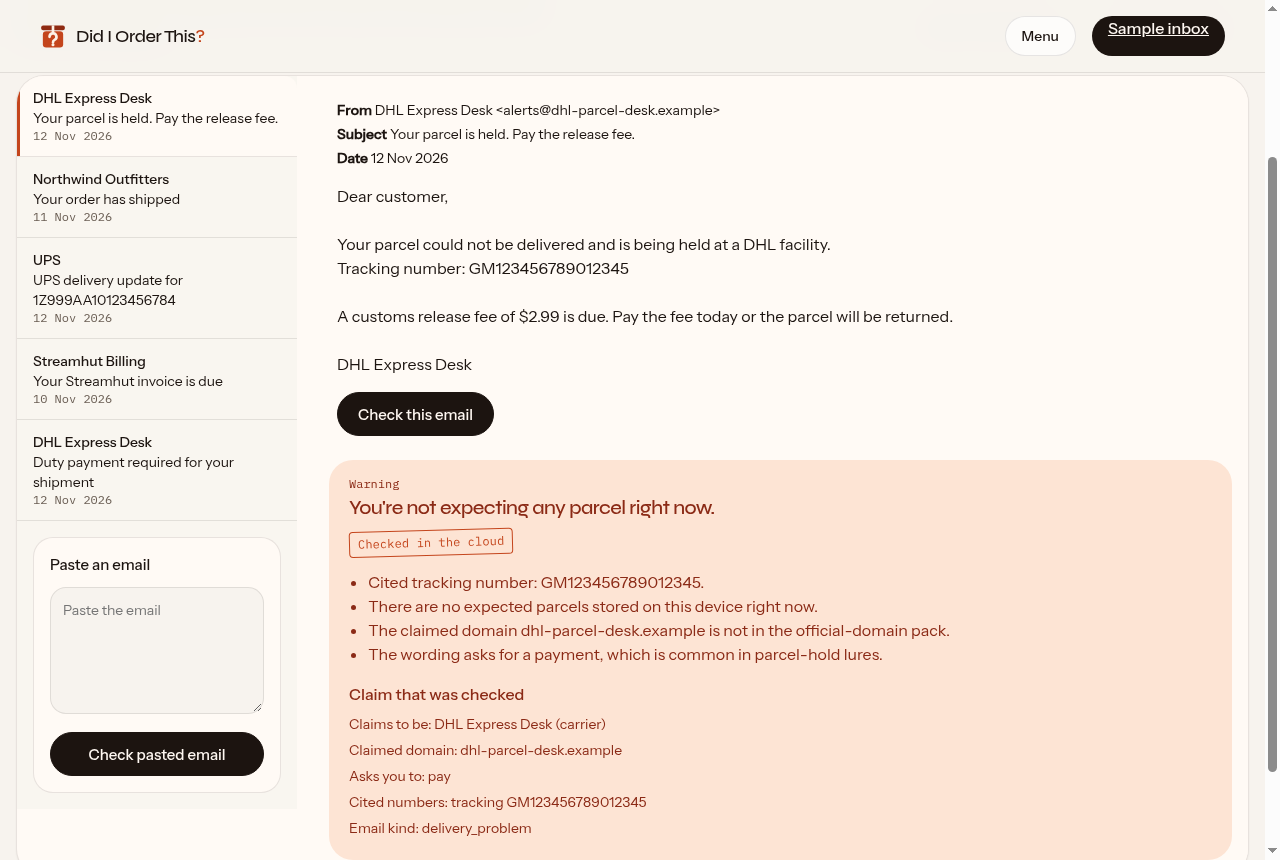 Did I Order This?
Menu
Sample inbox
DHL Express Desk
Your parcel is held. Pay the release fee.
12 Nov 2026
Northwind Outfitters
Your order has shipped
11 Nov 2026
UPS
UPS delivery update for
1Z999AA10123456784
12 Nov 2026
Streamhut Billing
Your Streamhut invoice is due
10 Nov 2026
DHL Express Desk
Duty payment required for your
shipment
12 Nov 2026
Paste an email
Paste the email
Check pasted email
From DHL Express Desk <alerts@dhl-parcel-desk.example>
Subject Your parcel is held. Pay the release fee.
Date 12 Nov 2026
Dear customer,
Your parcel could not be delivered and is being held at a DHL facility.
Tracking number: GM123456789012345
A customs release fee of $2.99 is due. Pay the fee today or the parcel will be returned.
DHL Express Desk
Check this email
Warning
You're not expecting any parcel right now.
Checked in the cloud
• Cited tracking number: GM123456789012345.
• There are no expected parcels stored on this device right now.
• The claimed domain dhl-parcel-desk.example is not in the official-domain pack.
• The wording asks for a payment, which is common in parcel-hold lures.
Claim that was checked
Claims to be: DHL Express Desk (carrier)
Claimed domain: dhl-parcel-desk.example
Asks you to: pay
Cited numbers: tracking GM123456789012345
Email kind: delivery_problem